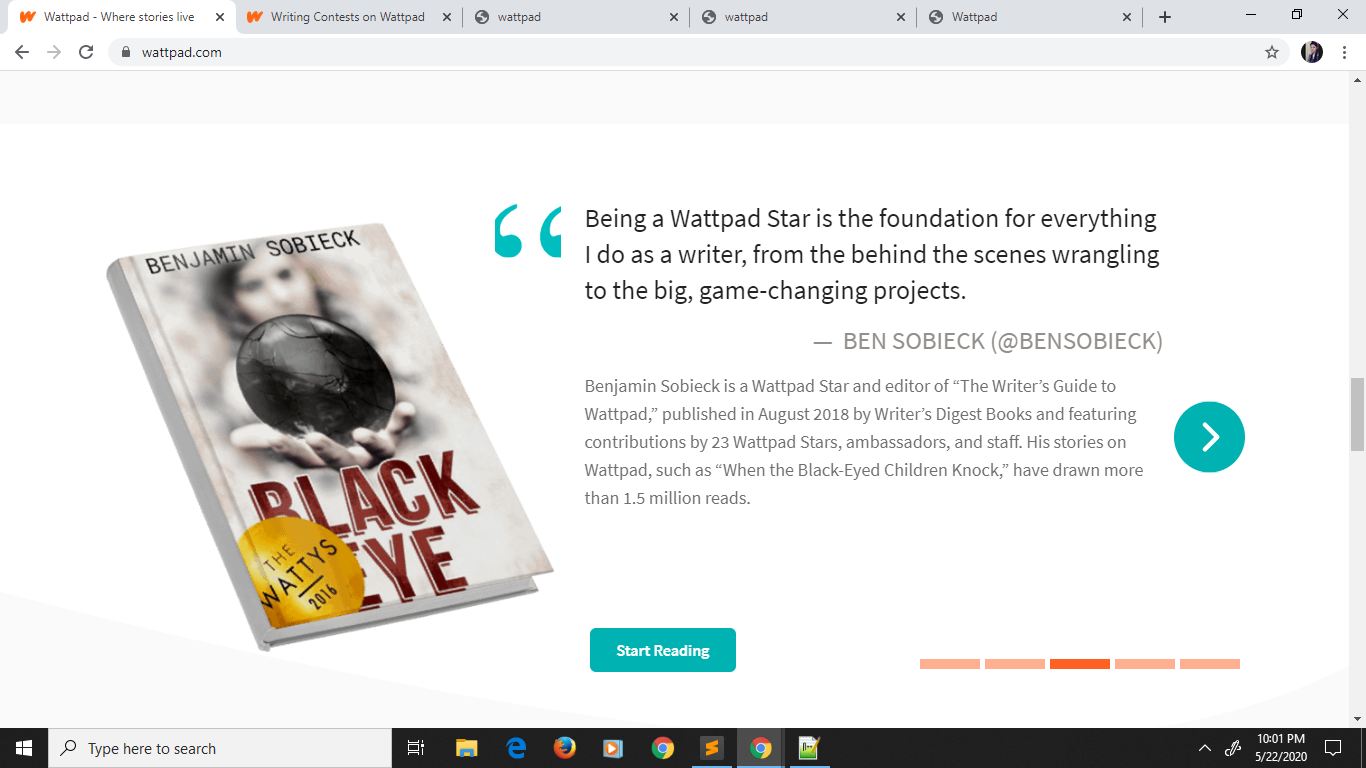 Wattpad - Where stories live
Writing Contests on Wattpad
wattpad
wattpad
Wattpad
wattpad.com
BENJAMIN SOBIECK
BLACK
EYE
THE
WATTYS
2016
“
Being a Wattpad Star is the foundation for everything
I do as a writer, from the behind the scenes wrangling
to the big, game-changing projects.
— BEN SOBIECK (@BENSOBIECK)
Benjamin Sobieck is a Wattpad Star and editor of “The Writer’s Guide to
Wattpad,” published in August 2018 by Writer’s Digest Books and featuring
contributions by 23 Wattpad Stars, ambassadors, and staff. His stories on
Wattpad, such as “When the Black-Eyed Children Knock,” have drawn more
than 1.5 million reads.
Start Reading
Type here to search
10:01 PM
5/22/2020